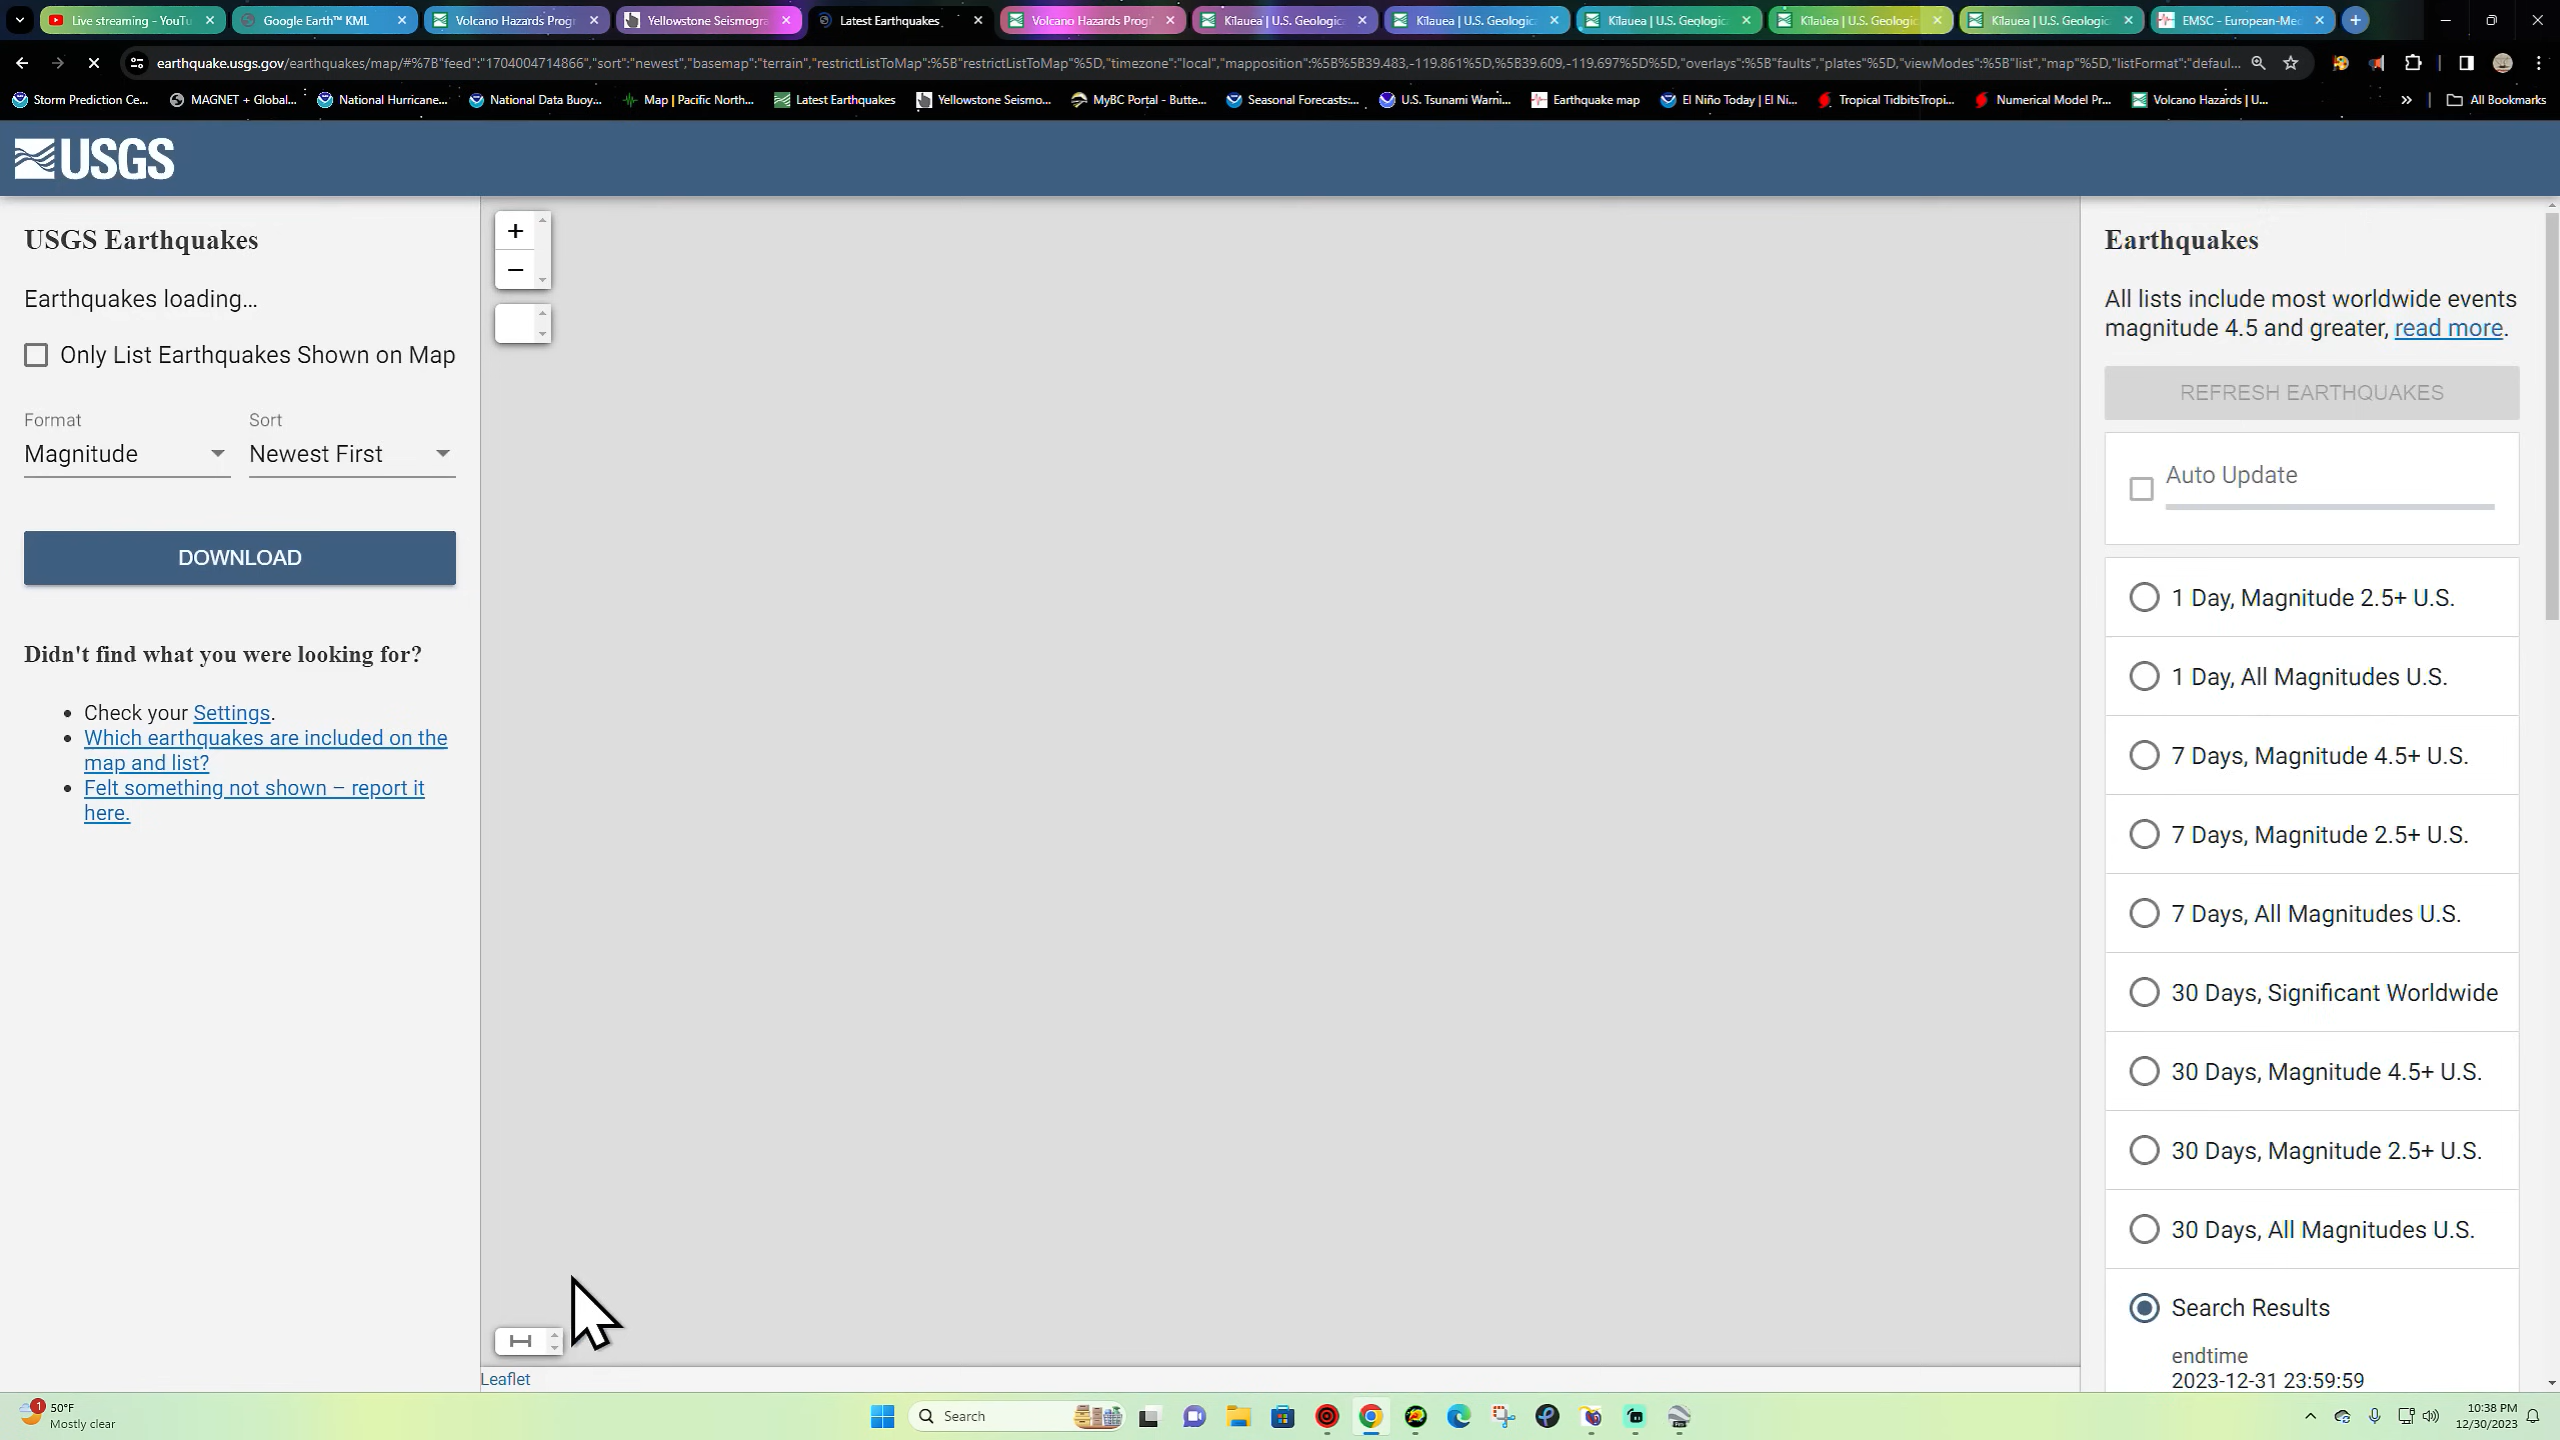 Live streaming - YouTu
Google Earth™ KML
Volcano Hazards Prog
Yellowstone Seismogra
Latest Earthquakes
Volcano Hazards Prog
Kīlauea | U.S. Geologic
Kīlauea | U.S. Geologic
Kīlauea | U.S. Geologic
Kīlauea | U.S. Geologic
Kīlauea | U.S. Geologic
EMSC - European-Med
earthquake.usgs.gov/earthquakes/map/#%7B"feed":"1704004714866","sort":"newest","basemap":"terrain","restrictListToMap":%5B"restrictListToMap"%5D,"timezone":"local","mapposition":%5B%5B39.483,-119.861%5D,%5B39.609,-119.697%5D%5D,"overlays":%5B"faults","plates"%5D,"viewModes":%5B"list","map"%5D,"listFormat":"defaul...
Storm Prediction Ce...
MAGNET + Global...
National Hurricane...
National Data Buoy...
Map | Pacific North...
Latest Earthquakes
Yellowstone Seismo...
MyBC Portal - Butte...
Seasonal Forecasts:...
U.S. Tsunami Warni...
Earthquake map
El Niño Today | El Ni...
Tropical TidbitsTropi...
Numerical Model Pr...
Volcano Hazards | U...
All Bookmarks
USGS
USGS Earthquakes
Earthquakes loading...
Only List Earthquakes Shown on Map
Format
Sort
Magnitude
Newest First
DOWNLOAD
Didn't find what you were looking for?
• Check your Settings.
• Which earthquakes are included on the
map and list?
• Felt something not shown – report it
here.
+
−
Leaflet
Earthquakes
All lists include most worldwide events
magnitude 4.5 and greater, read more.
REFRESH EARTHQUAKES
Auto Update
1 Day, Magnitude 2.5+ U.S.
1 Day, All Magnitudes U.S.
7 Days, Magnitude 4.5+ U.S.
7 Days, Magnitude 2.5+ U.S.
7 Days, All Magnitudes U.S.
30 Days, Significant Worldwide
30 Days, Magnitude 4.5+ U.S.
30 Days, Magnitude 2.5+ U.S.
30 Days, All Magnitudes U.S.
Search Results
endtime
2023-12-31 23:59:59
1
50°F
Mostly clear
Search
10:38 PM
12/30/2023